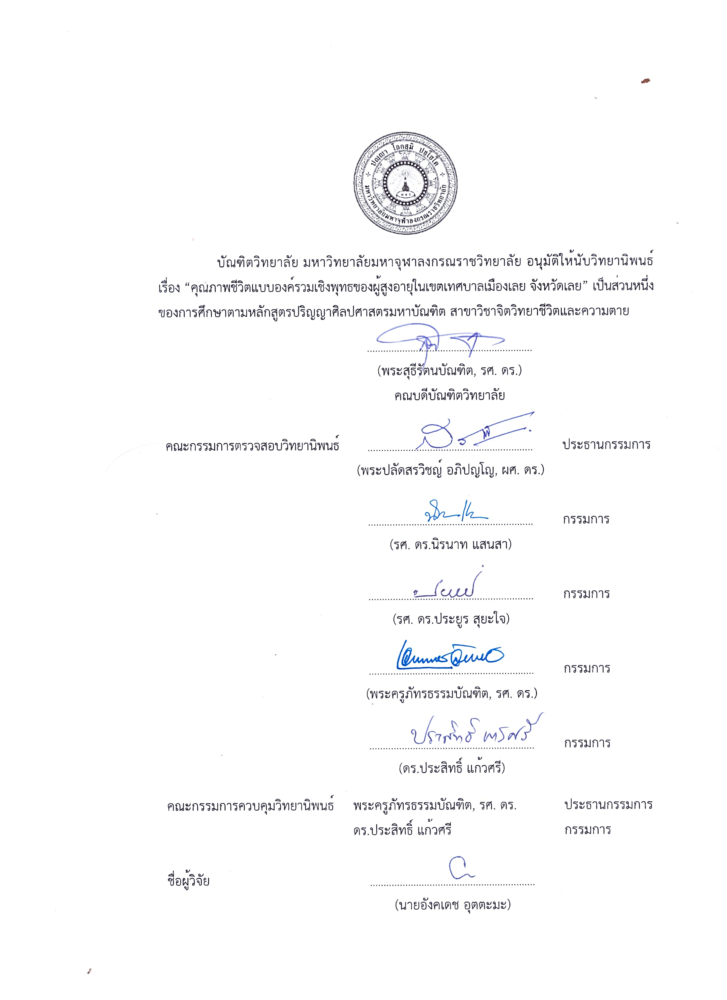 ปญฺญา โลกสฺมิ ปชฺโชโต
มจร
มหาวิทยาลัยมหาจุฬาลงกรณราชวิทยาลัย
บัณฑิตวิทยาลัย มหาวิทยาลัยมหาจุฬาลงกรณราชวิทยาลัย อนุมัติให้นับวิทยานิพนธ์
เรื่อง “คุณภาพชีวิตแบบองค์รวมเชิงพุทธของผู้สูงอายุในเขตเทศบาลเมืองเลย จังหวัดเลย” เป็นส่วนหนึ่ง
ของการศึกษาตามหลักสูตรปริญญาศิลปศาสตรมหาบัณฑิต สาขาวิชาจิตวิทยาชีวิตและความตาย
(พระสุธีรัตนบัณฑิต, รศ. ดร.)
คณบดีบัณฑิตวิทยาลัย
คณะกรรมการตรวจสอบวิทยานิพนธ์ ประธานกรรมการ
(พระปลัดสรวิชญ์ อภิปญฺโญ, ผศ. ดร.)
กรรมการ
(รศ. ดร.นิรนาท แสนสา)
กรรมการ
(รศ. ดร.ประยูร สุยะใจ)
กรรมการ
(พระครูภัทรธรรมบัณฑิต, รศ. ดร.)
กรรมการ
(ดร.ประสิทธิ์ แก้วศรี)
คณะกรรมการควบคุมวิทยานิพนธ์ พระครูภัทรธรรมบัณฑิต, รศ. ดร. ประธานกรรมการ
ดร.ประสิทธิ์ แก้วศรี กรรมการ
ชื่อผู้วิจัย
(นายอังคเดช อุตตะมะ)